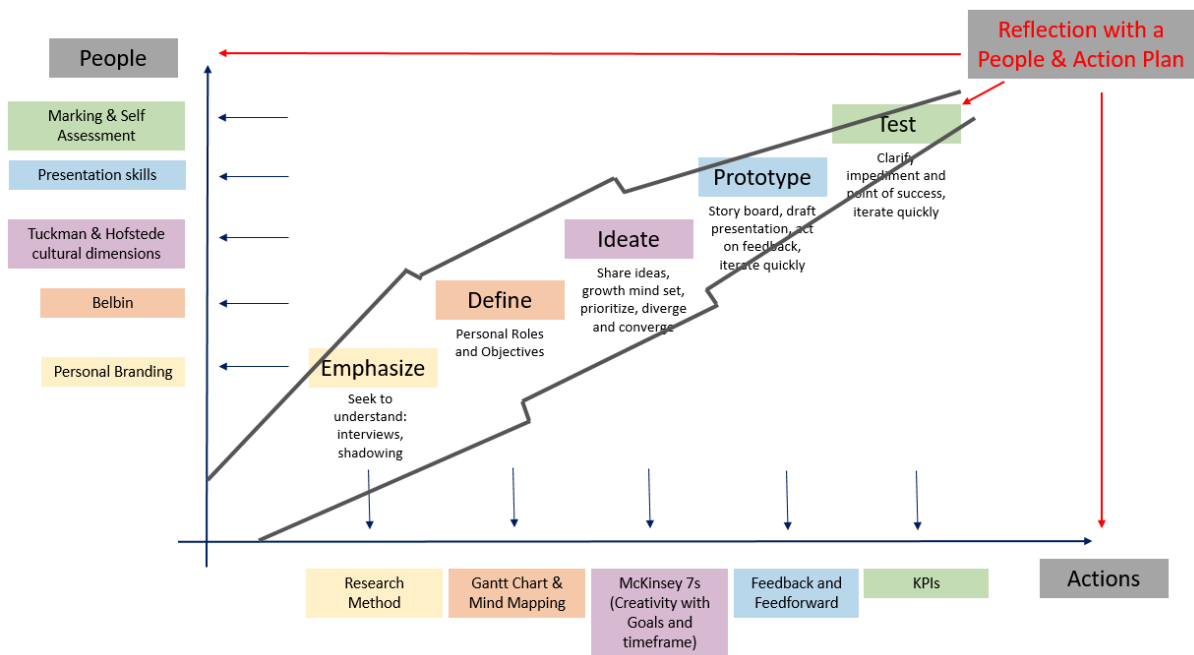 Reflection with a
People & Action Plan
People
Marking & Self
Assessment
Presentation skills
Tuckman & Hofstede
cultural dimensions
Belbin
Personal Branding
Test
Clarify
impediment and
point of success,
iterate quickly
Prototype
Story board, draft
presentation, act
on feedback,
iterate quickly
Ideate
Share ideas,
growth mind set,
prioritize, diverge
and converge
Define
Personal Roles
and Objectives
Emphasize
Seek to
understand:
interviews,
shadowing
Research
Method
Gantt Chart &
Mind Mapping
McKinsey 7s
(Creativity with
Goals and
timeframe)
Feedback and
Feedforward
KPIs
Actions